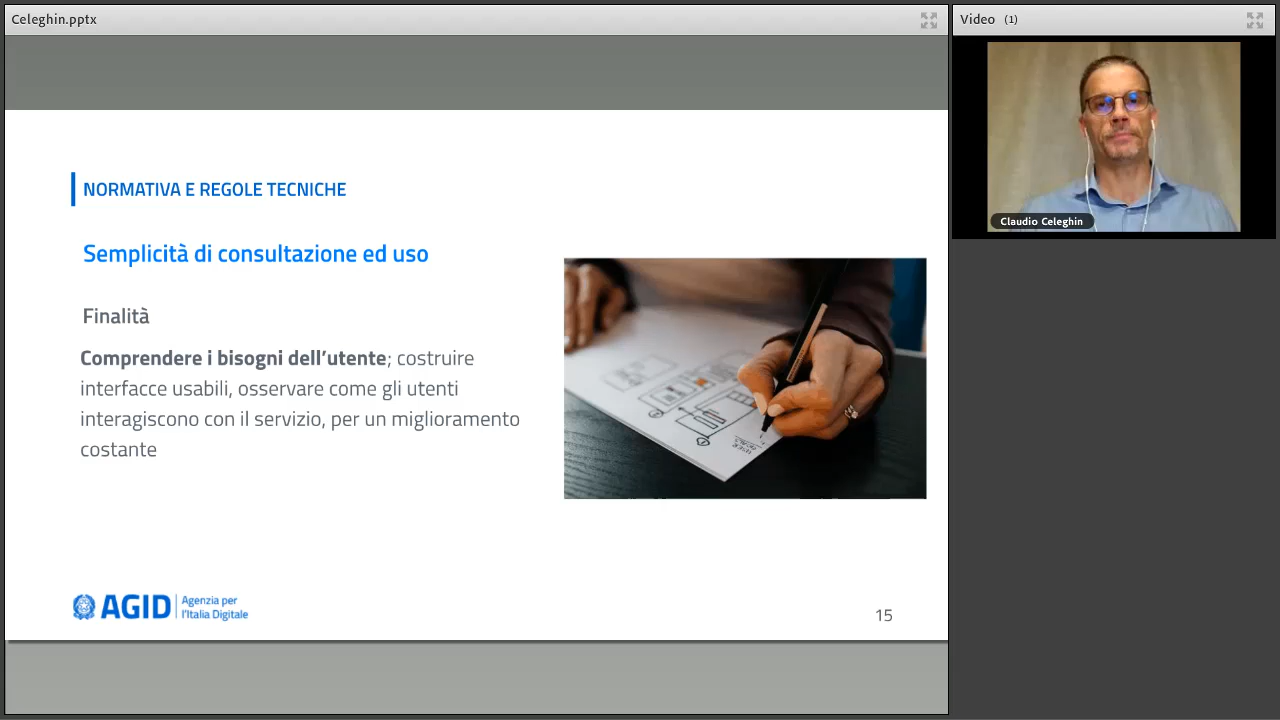 Celeghin.pptx
Video (1)
Claudio Celeghin
NORMATIVA E REGOLE TECNICHE
Semplicità di consultazione ed uso
Finalità
Comprendere i bisogni dell’utente; costruire
interfacce usabili, osservare come gli utenti
interagiscono con il servizio, per un miglioramento
costante
AGID Agenzia per
l’Italia Digitale
15